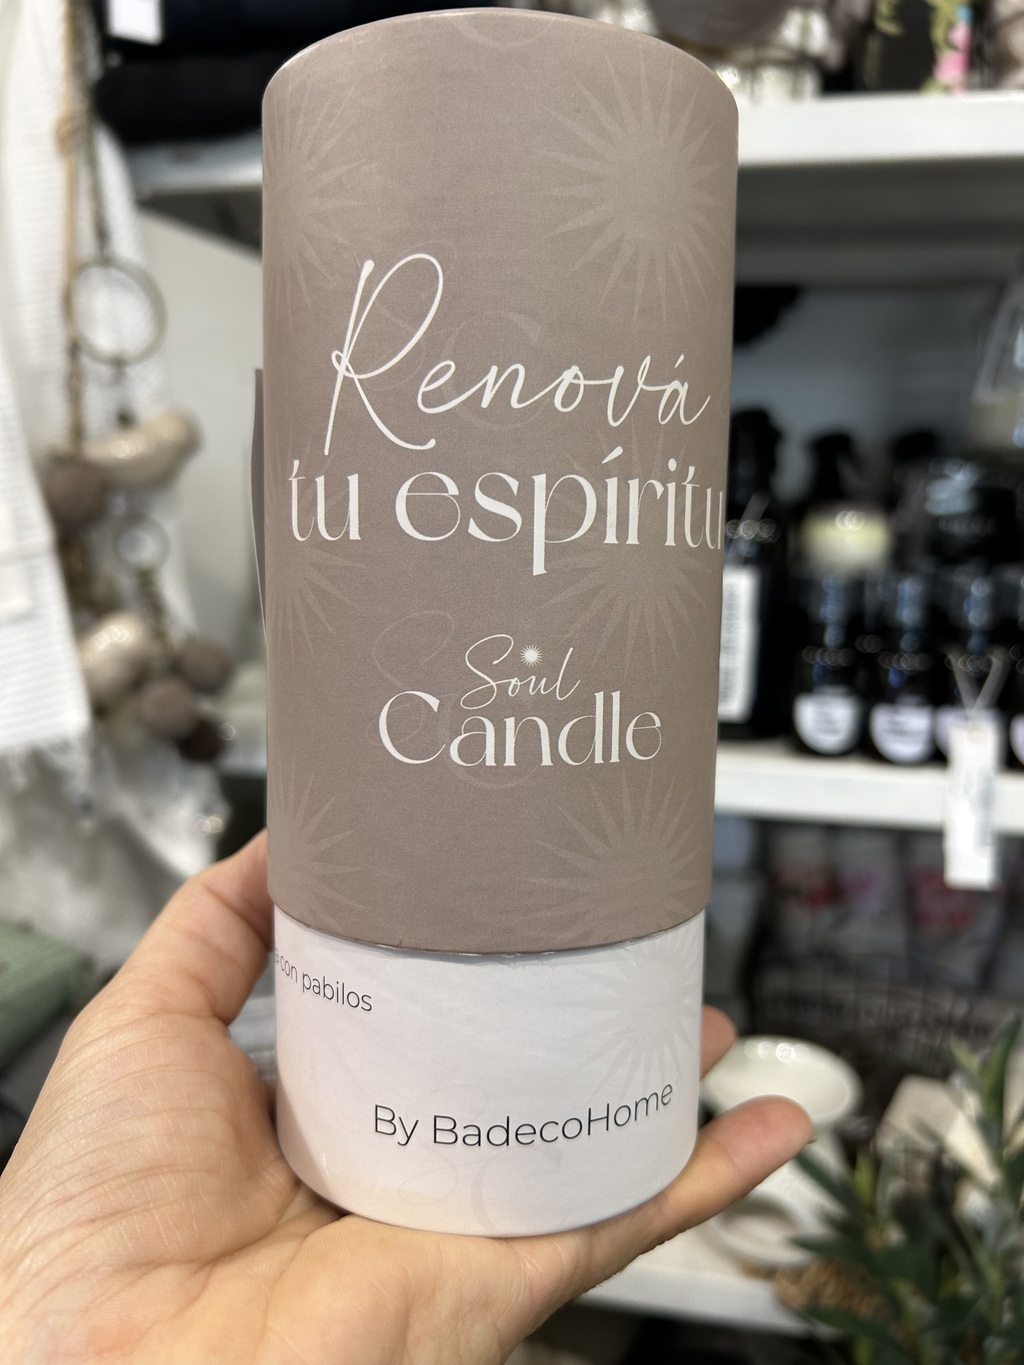 Renová
tu espíritu
Soul
Candle
con pabilos
By BadecoHome